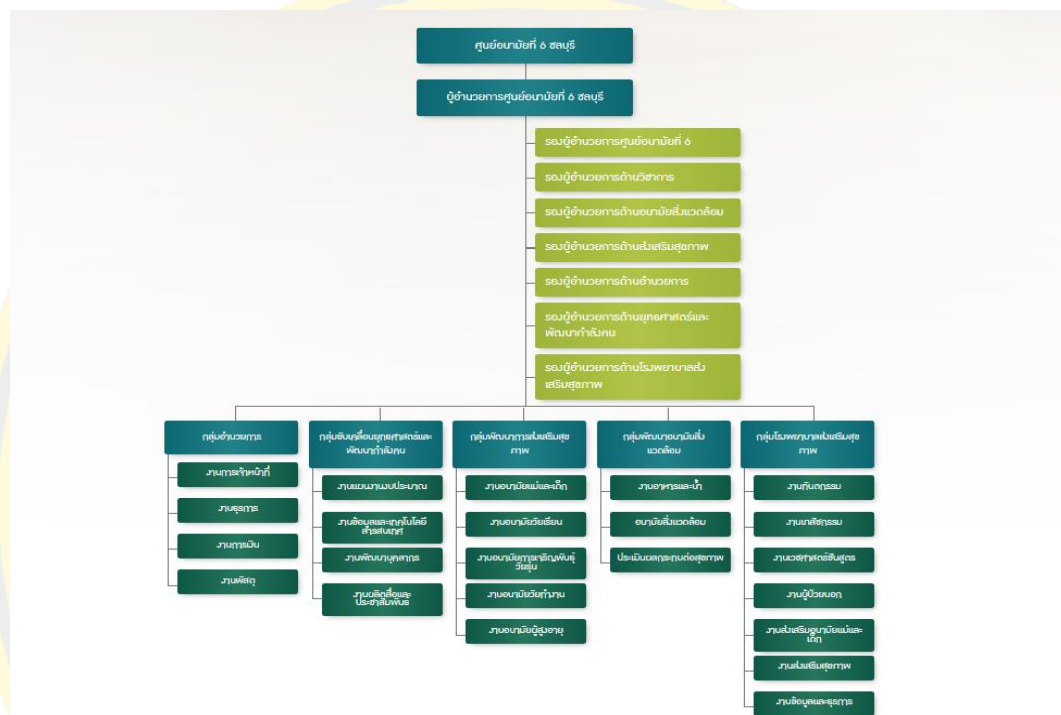 ศูนย์อนามัยที่ 6 ชลบุรี
ผู้อำนวยการศูนย์อนามัยที่ 6 ชลบุรี
รองผู้อำนวยการศูนย์อนามัยที่ 6
รองผู้อำนวยการด้านวิชาการ
รองผู้อำนวยการด้านอนามัยสิ่งแวดล้อม
รองผู้อำนวยการด้านส่งเสริมสุขภาพ
รองผู้อำนวยการด้านอำนวยการ
รองผู้อำนวยการด้านยุทธศาสตร์และ
พัฒนากำลังคน
รองผู้อำนวยการด้านโรงพยาบาลส่ง
เสริมสุขภาพ
กลุ่มอำนวยการ
งานการเจ้าหน้าที่
งานธุรการ
งานการเงิน
งานพัสดุ
กลุ่มขับเคลื่อนยุทธศาสตร์และ
พัฒนากำลังคน
งานแผนงานงบประมาณ
งานข้อมูลและเทคโนโลยี
สารสนเทศ
งานพัฒนาบุคลากร
งานผลิตสื่อและ
ประชาสัมพันธ์
กลุ่มพัฒนาการส่งเสริมสุข
ภาพ
งานอนามัยแม่และเด็ก
งานอนามัยวัยเรียน
งานอนามัยการเจริญพันธุ์
วัยรุ่น
งานอนามัยวัยทำงาน
งานอนามัยผู้สูงอายุ
กลุ่มพัฒนาอนามัยสิ่ง
แวดล้อม
งานอาหารและน้ำ
อนามัยสิ่งแวดล้อม
ประเมินผลกระทบต่อสุขภาพ
กลุ่มโรงพยาบาลส่งเสริมสุข
ภาพ
งานทันตกรรม
งานเภสัชกรรม
งานเวชศาสตร์ชันสูตร
งานผู้ป่วยนอก
งานส่งเสริมอนามัยแม่และ
เด็ก
งานส่งเสริมสุขภาพ
งานข้อมูลและธุรการ